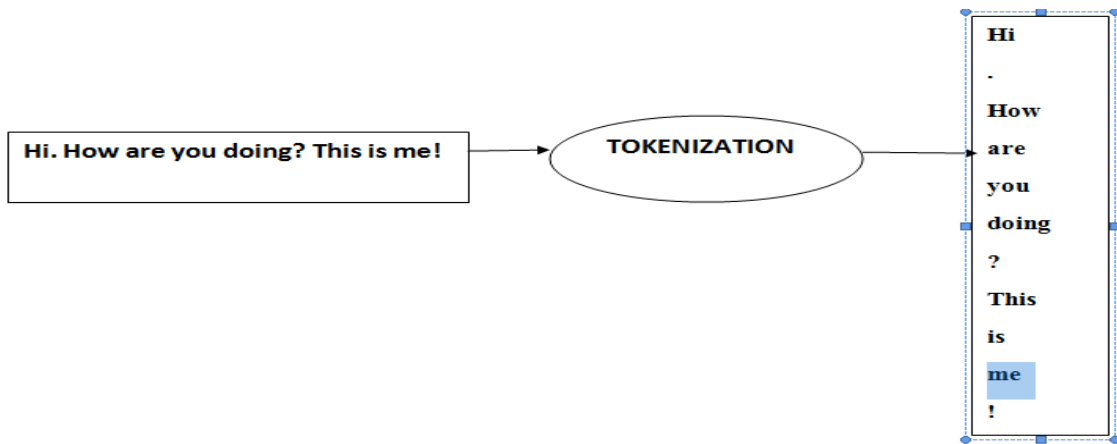 Hi. How are you doing? This is me!
TOKENIZATION
Hi
.
How
are
you
doing
?
This
is
me
!